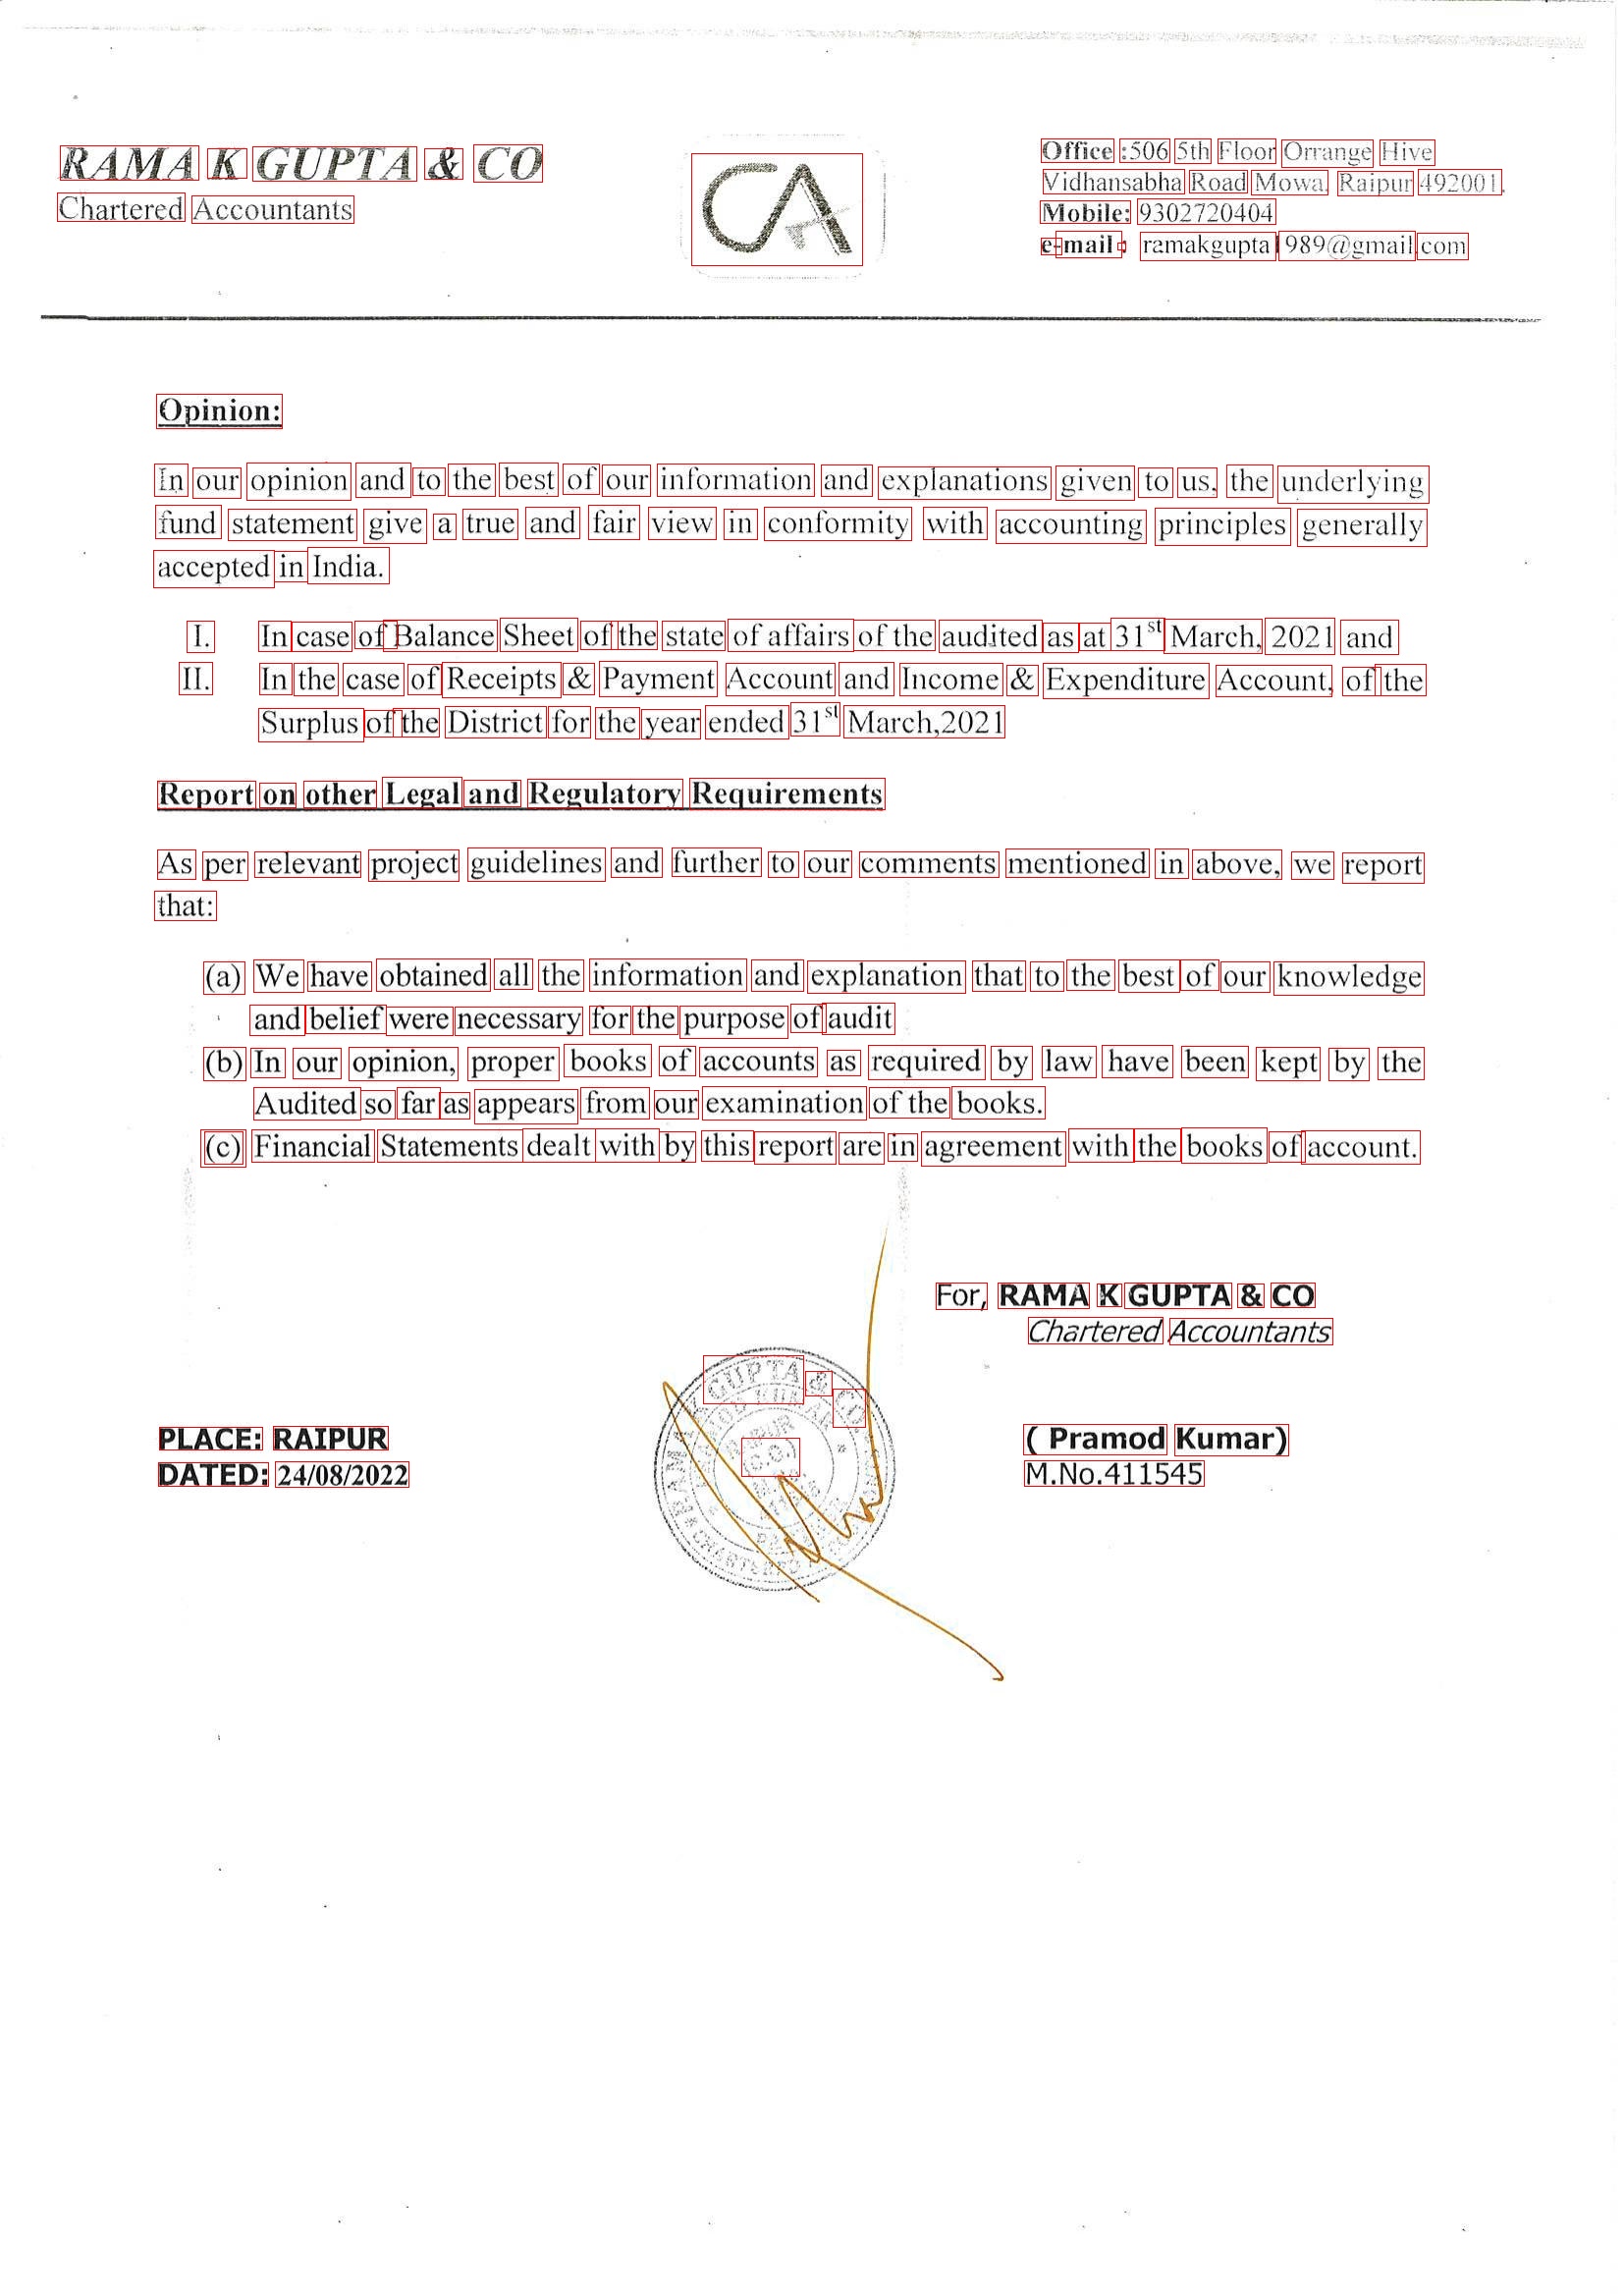 RAMA K GUPTA & CO
Chartered Accountants
CA
Office :506 5th Floor Orrange Hive
Vidhansabha Road Mowa, Raipur 492001.
Mobile: 9302720404
e-mail: ramakgupta1989@gmail.com
Opinion:
In our opinion and to the best of our information and explanations given to us, the underlying
fund statement give a true and fair view in conformity with accounting principles generally
accepted in India.
I. In case of Balance Sheet of the state of affairs of the audited as at 31st March, 2021 and
II. In the case of Receipts & Payment Account and Income & Expenditure Account, of the
Surplus of the District for the year ended 31st March,2021
Report on other Legal and Regulatory Requirements
As per relevant project guidelines and further to our comments mentioned in above, we report
that:
(a) We have obtained all the information and explanation that to the best of our knowledge
and belief were necessary for the purpose of audit
(b) In our opinion, proper books of accounts as required by law have been kept by the
Audited so far as appears from our examination of the books.
(c) Financial Statements dealt with by this report are in agreement with the books of account.
For, RAMA K GUPTA & CO
Chartered Accountants
GUPTA & CO
PLACE: RAIPUR
DATED: 24/08/2022
( Pramod Kumar)
M.No.411545